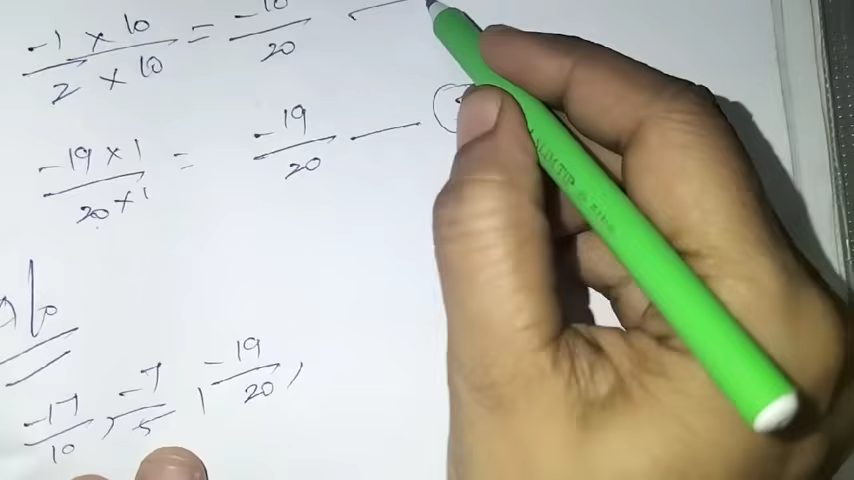 -1 × 10 / 2 × 10 = -10 / 20
-19 × 1 / 20 × 1 = -19 / 20
-17/10, -7/5, -19/20,